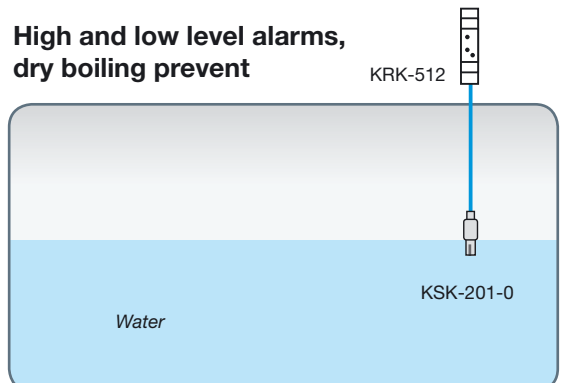 High and low level alarms,
dry boiling prevent
KRK-512
KSK-201-0
Water